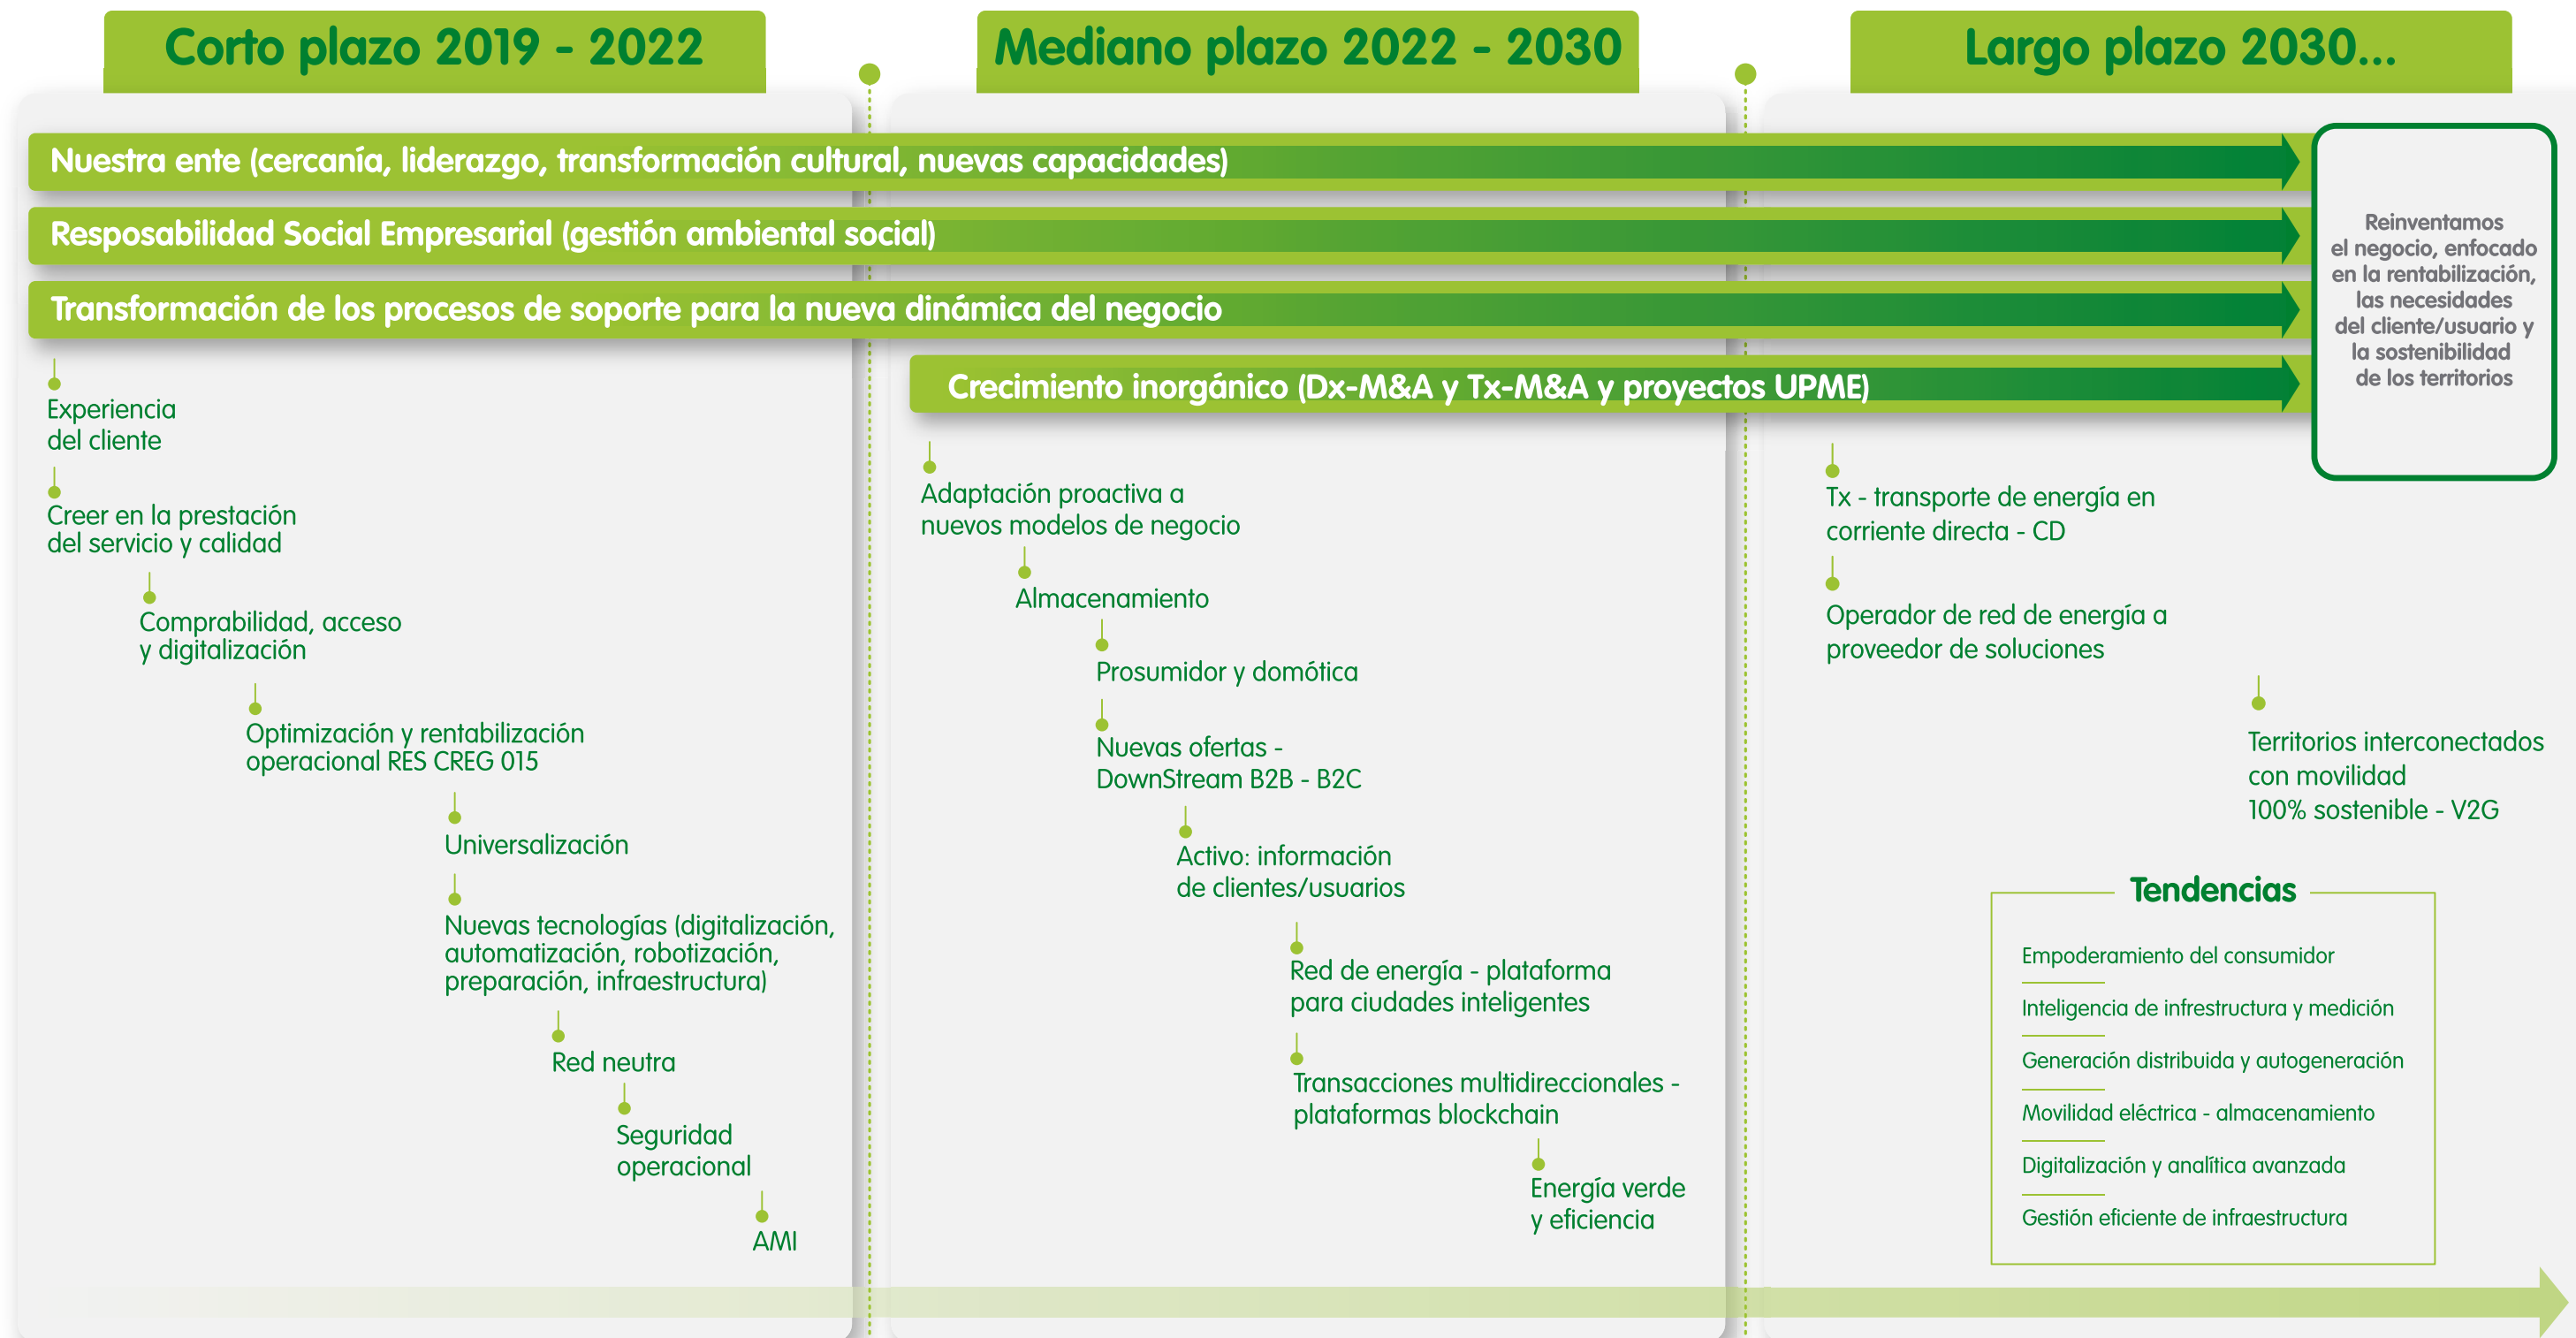 Corto plazo 2019 - 2022
Mediano plazo 2022 - 2030
Largo plazo 2030...
Nuestra ente (cercanía, liderazgo, transformación cultural, nuevas capacidades)
Resposabilidad Social Empresarial (gestión ambiental social)
Transformación de los procesos de soporte para la nueva dinámica del negocio
Crecimiento inorgánico (Dx-M&A y Tx-M&A y proyectos UPME)
Reinventamos
el negocio, enfocado
en la rentabilización,
las necesidades
del cliente/usuario y
la sostenibilidad
de los territorios
Experiencia
del cliente
Creer en la prestación
del servicio y calidad
Comprabilidad, acceso
y digitalización
Optimización y rentabilización
operacional RES CREG 015
Universalización
Nuevas tecnologías (digitalización,
automatización, robotización,
preparación, infraestructura)
Red neutra
Seguridad
operacional
AMI
Adaptación proactiva a
nuevos modelos de negocio
Almacenamiento
Prosumidor y domótica
Nuevas ofertas -
DownStream B2B - B2C
Activo: información
de clientes/usuarios
Red de energía - plataforma
para ciudades inteligentes
Transacciones multidireccionales -
plataformas blockchain
Energía verde
y eficiencia
Tx - transporte de energía en
corriente directa - CD
Operador de red de energía a
proveedor de soluciones
Territorios interconectados
con movilidad
100% sostenible - V2G
Tendencias
Empoderamiento del consumidor
Inteligencia de infrestructura y medición
Generación distribuida y autogeneración
Movilidad eléctrica - almacenamiento
Digitalización y analítica avanzada
Gestión eficiente de infraestructura